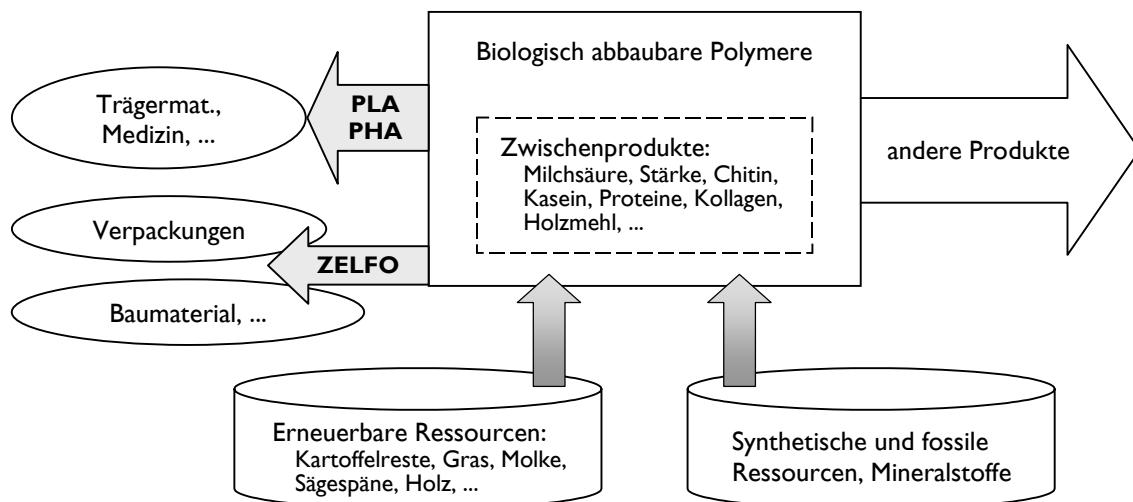 Biologisch abbaubare Polymere
Trägermat.,
Medizin, ...
PLA
PHA
Zwischenprodukte:
Milchsäure, Stärke, Chitin,
Kasein, Proteine, Kollagen,
Holzmehl, ...
andere Produkte
Verpackungen
ZELFO
Baumaterial, ...
Erneuerbare Ressourcen:
Kartoffelreste, Gras, Molke,
Sägespäne, Holz, ...
Synthetische und fossile
Ressourcen, Mineralstoffe